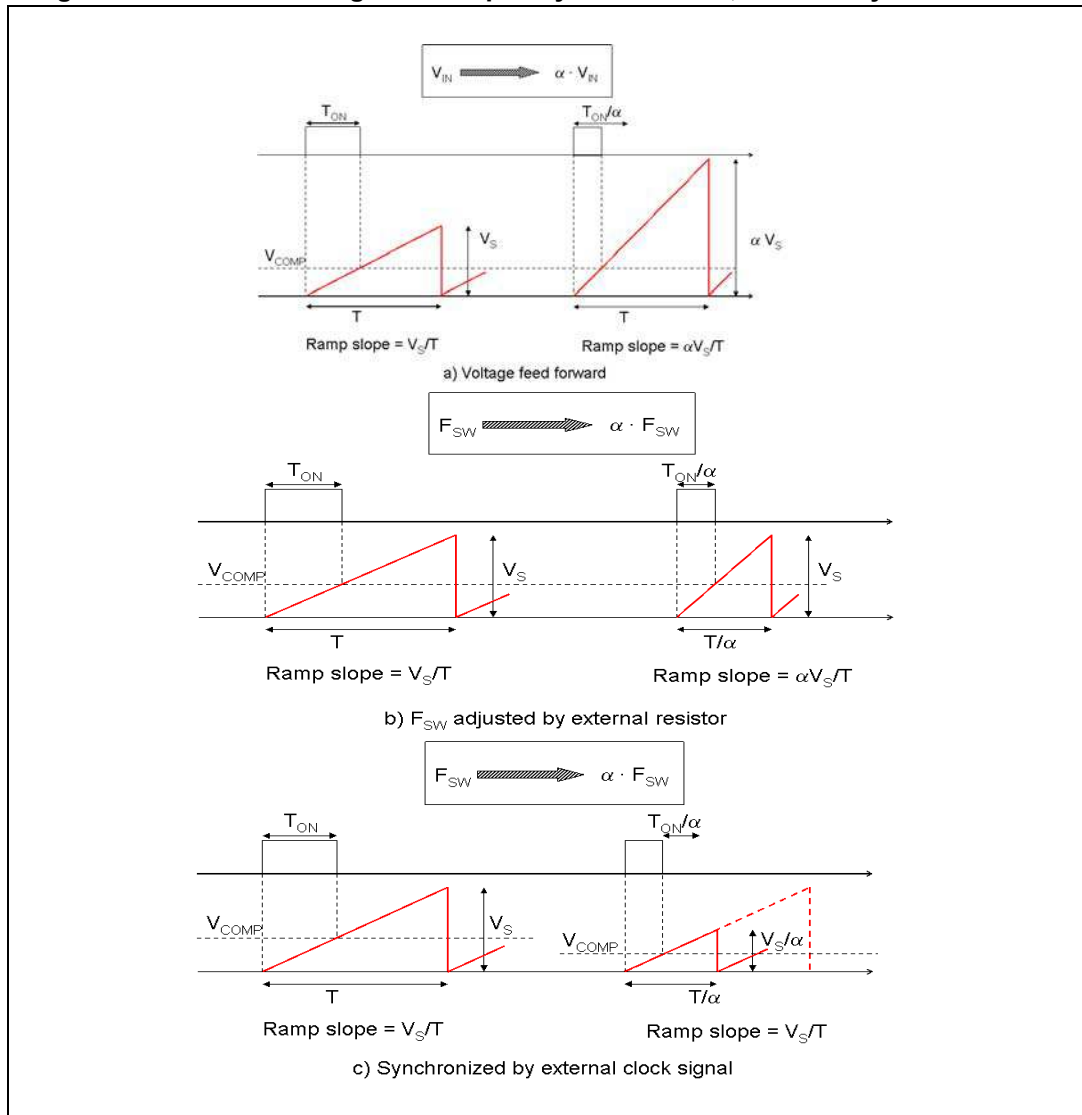 V_IN α · V_IN
T_ON T_ON/α
V_S α V_S
V_COMP
T T
Ramp slope = V_S/T Ramp slope = αV_S/T
a) Voltage feed forward
F_SW α · F_SW
T_ON T_ON/α
V_COMP V_S V_S
T T/α
Ramp slope = V_S/T Ramp slope = αV_S/T
b) F_SW adjusted by external resistor
F_SW α · F_SW
T_ON T_ON/α
V_COMP V_S V_COMP V_S/α
T T/α
Ramp slope = V_S/T Ramp slope = V_S/T
c) Synchronized by external clock signal